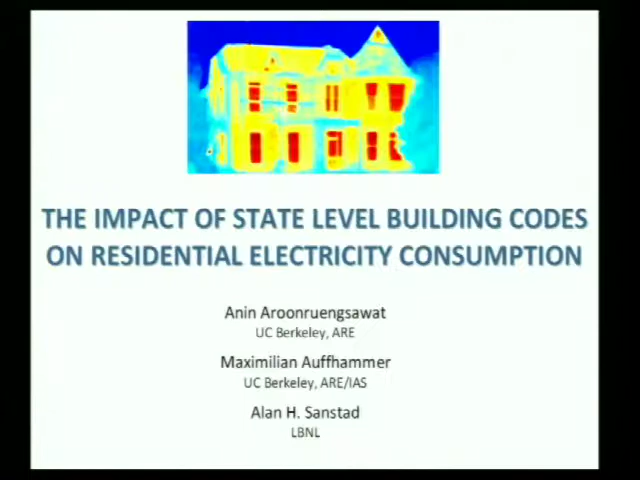 THE IMPACT OF STATE LEVEL BUILDING CODES
ON RESIDENTIAL ELECTRICITY CONSUMPTION
Anin Aroonruengsawat
UC Berkeley, ARE
Maximilian Auffhammer
UC Berkeley, ARE/IAS
Alan H. Sanstad
LBNL